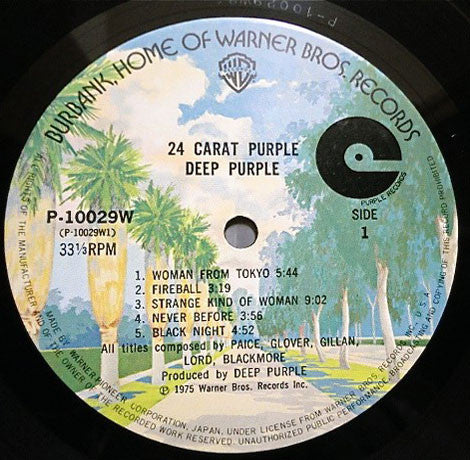 P-10029W
BURBANK, HOME OF WARNER BROS. RECORDS
WB
24 CARAT PURPLE
DEEP PURPLE
e
PURPLE RECORDS
P-10029W
(P-10029W1)
33⅓RPM
SIDE
1
1. WOMAN FROM TOKYO 5:44
2. FIREBALL 3:19
3. STRANGE KIND OF WOMAN 9:02
4. NEVER BEFORE 3:56
5. BLACK NIGHT 4:52
All titles composed by PAICE, GLOVER, GILLAN,
LORD, BLACKMORE
Produced by DEEP PURPLE
℗ 1975 Warner Bros. Records Inc.
MADE BY WARNER-PIONEER CORPORATION, JAPAN, UNDER LICENSE FROM WARNER BROS. RECORDS INC., U.S.A.
ALL RIGHTS OF THE MANUFACTURER AND OF THE OWNER OF THE RECORDED WORK RESERVED. UNAUTHORIZED PUBLIC PERFORMANCE BROADCASTING AND COPYING OF THIS RECORD PROHIBITED